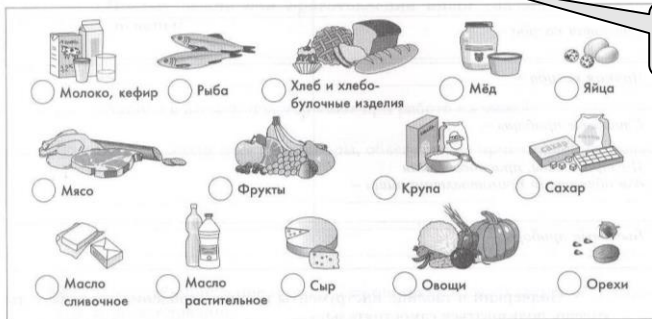 Молоко, кефир
Рыба
Хлеб и хлебо-
булочные изделия
Мёд
Яйца
Мясо
Фрукты
Крупа
Сахар
Масло
сливочное
Масло
растительное
Сыр
Овощи
Орехи